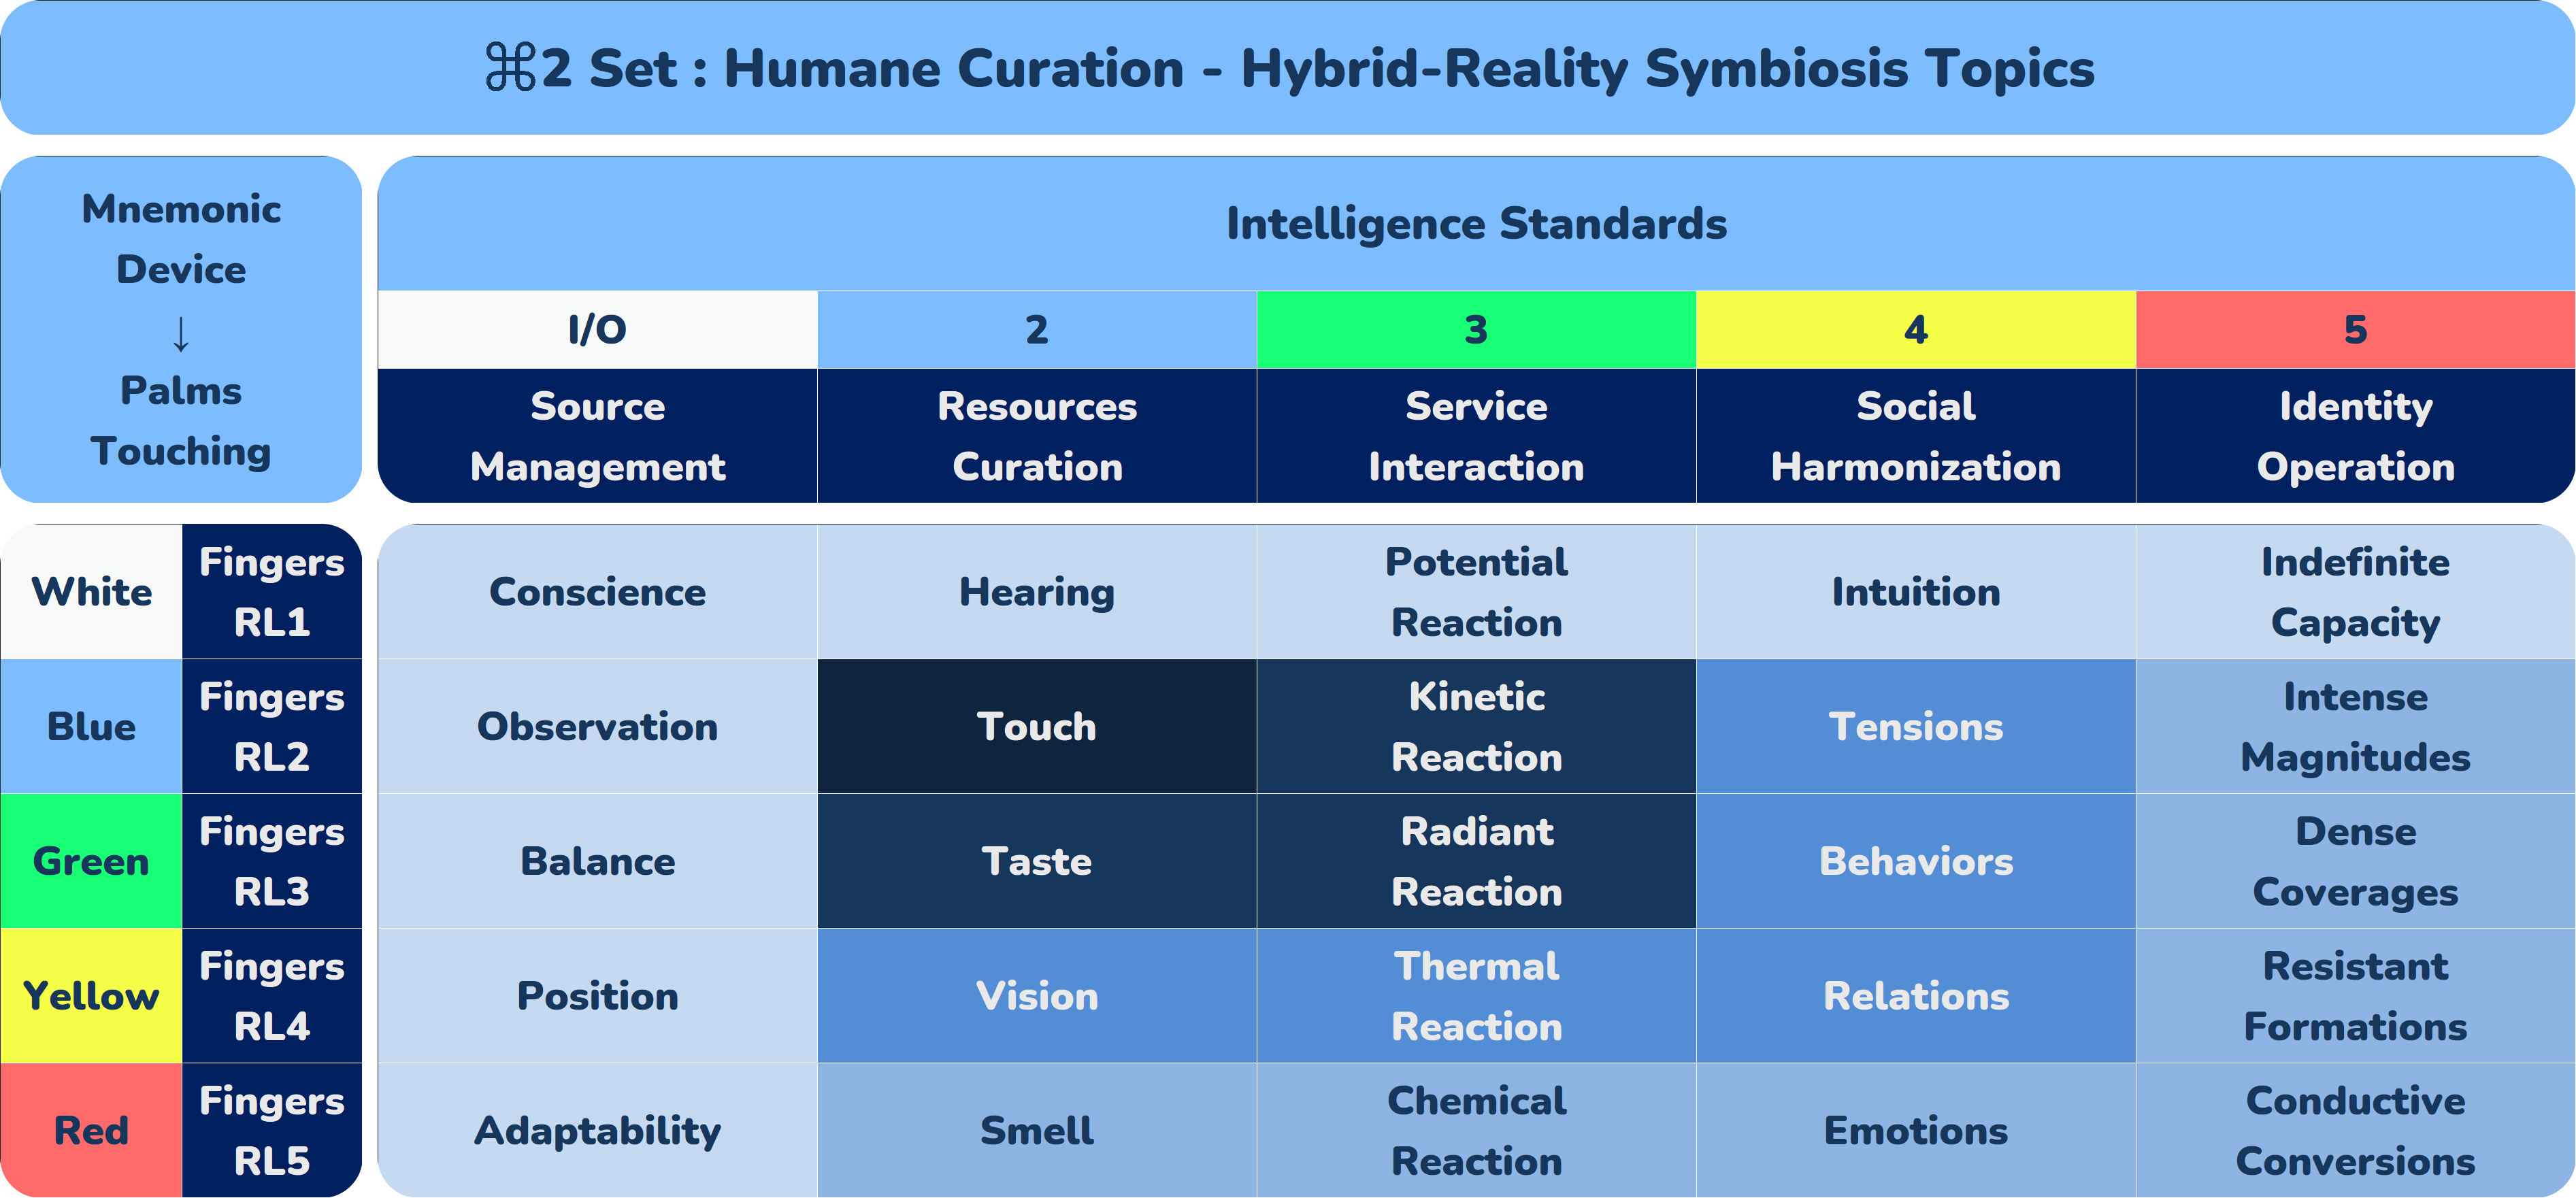 ⌘2 Set : Humane Curation - Hybrid-Reality Symbiosis Topics
Mnemonic
Device
↓
Palms
Touching
Intelligence Standards
I/O
2
3
4
5
Source
Management
Resources
Curation
Service
Interaction
Social
Harmonization
Identity
Operation
White
Fingers
RL1
Conscience
Hearing
Potential
Reaction
Intuition
Indefinite
Capacity
Blue
Fingers
RL2
Observation
Touch
Kinetic
Reaction
Tensions
Intense
Magnitudes
Green
Fingers
RL3
Balance
Taste
Radiant
Reaction
Behaviors
Dense
Coverages
Yellow
Fingers
RL4
Position
Vision
Thermal
Reaction
Relations
Resistant
Formations
Red
Fingers
RL5
Adaptability
Smell
Chemical
Reaction
Emotions
Conductive
Conversions